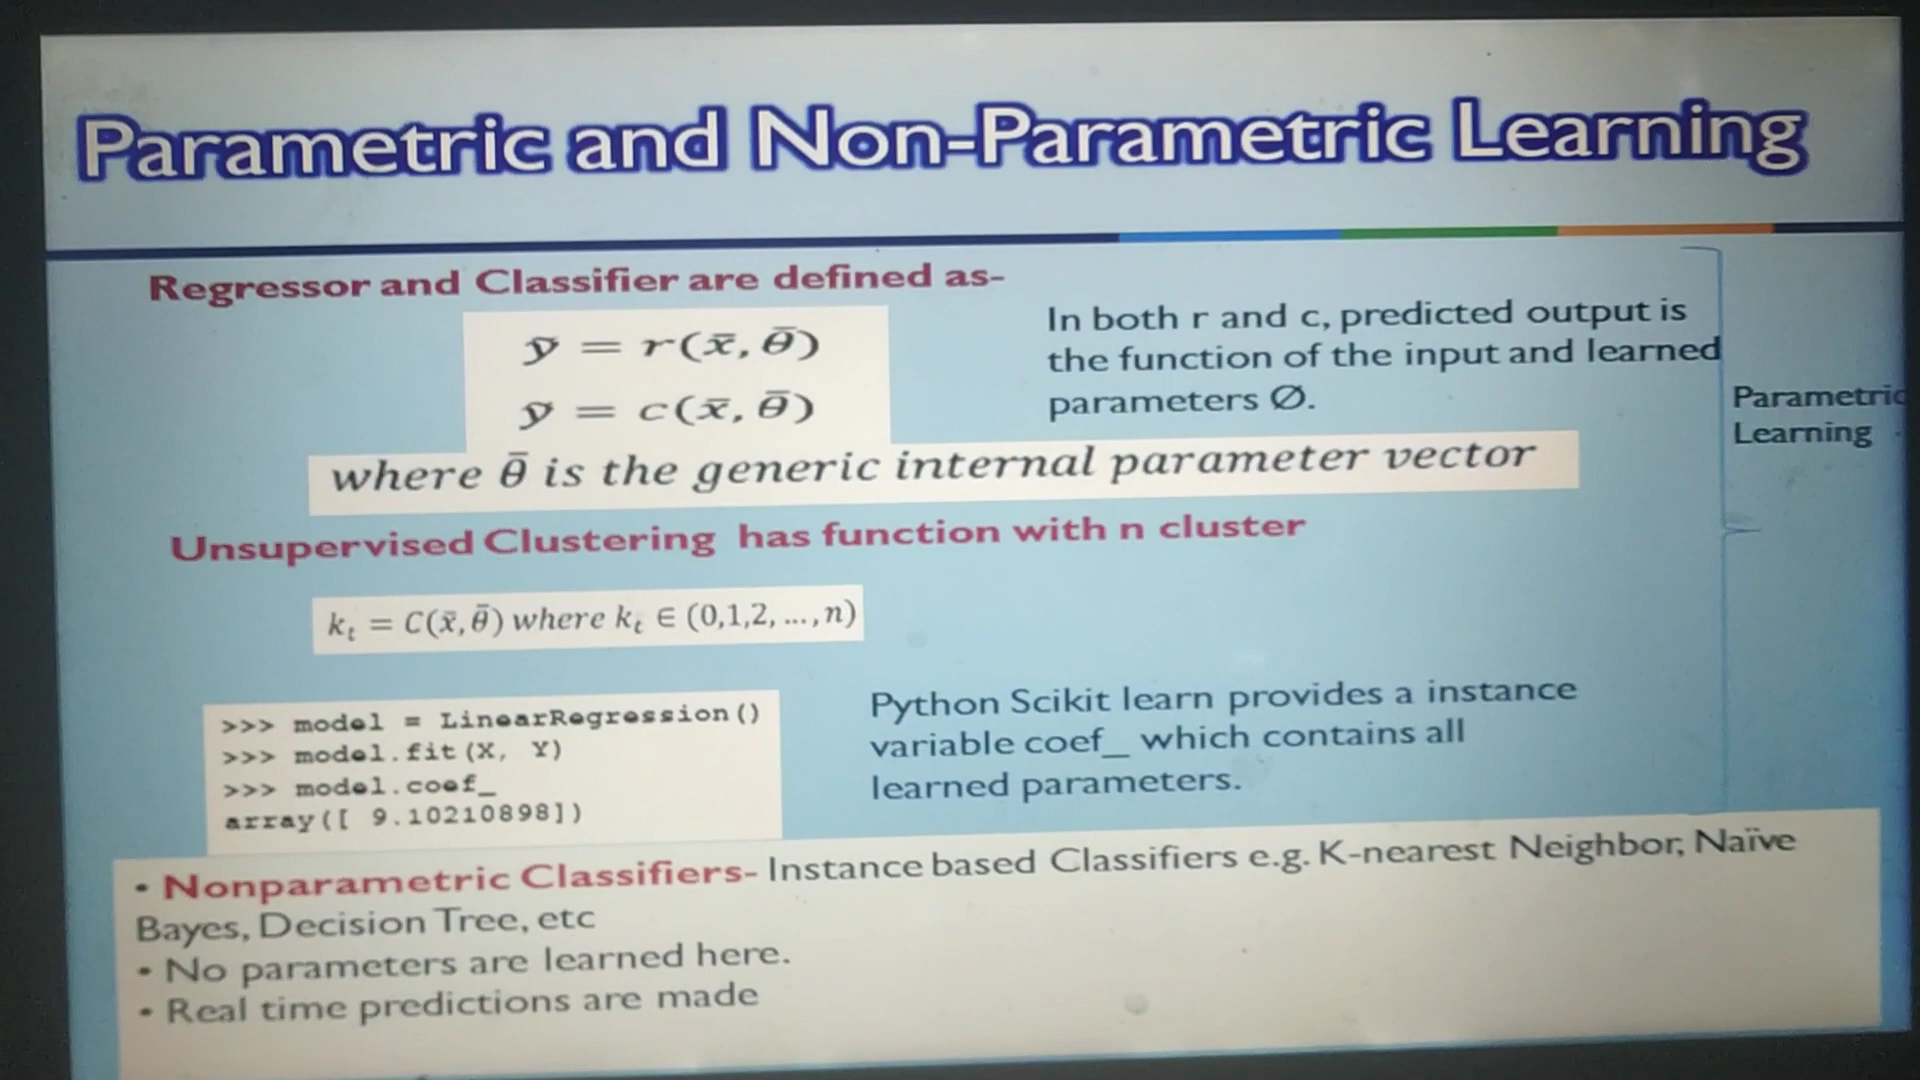 Parametric and Non-Parametric Learning
Regressor and Classifier are defined as-
y = r(x̄, θ̄)
y = c(x̄, θ̄)
In both r and c, predicted output is
the function of the input and learned
parameters Ø.
where θ̄ is the generic internal parameter vector
Parametric
Learning
Unsupervised Clustering has function with n cluster
kₜ = C(x̄, θ̄) where kₜ ∈ (0,1,2, ...,n)
>>> model = LinearRegression()
>>> model.fit(X, Y)
>>> model.coef_
array([ 9.10210898])
Python Scikit learn provides a instance
variable coef_ which contains all
learned parameters.
• Nonparametric Classifiers- Instance based Classifiers e.g. K-nearest Neighbor, Naïve
Bayes, Decision Tree, etc
• No parameters are learned here.
• Real time predictions are made